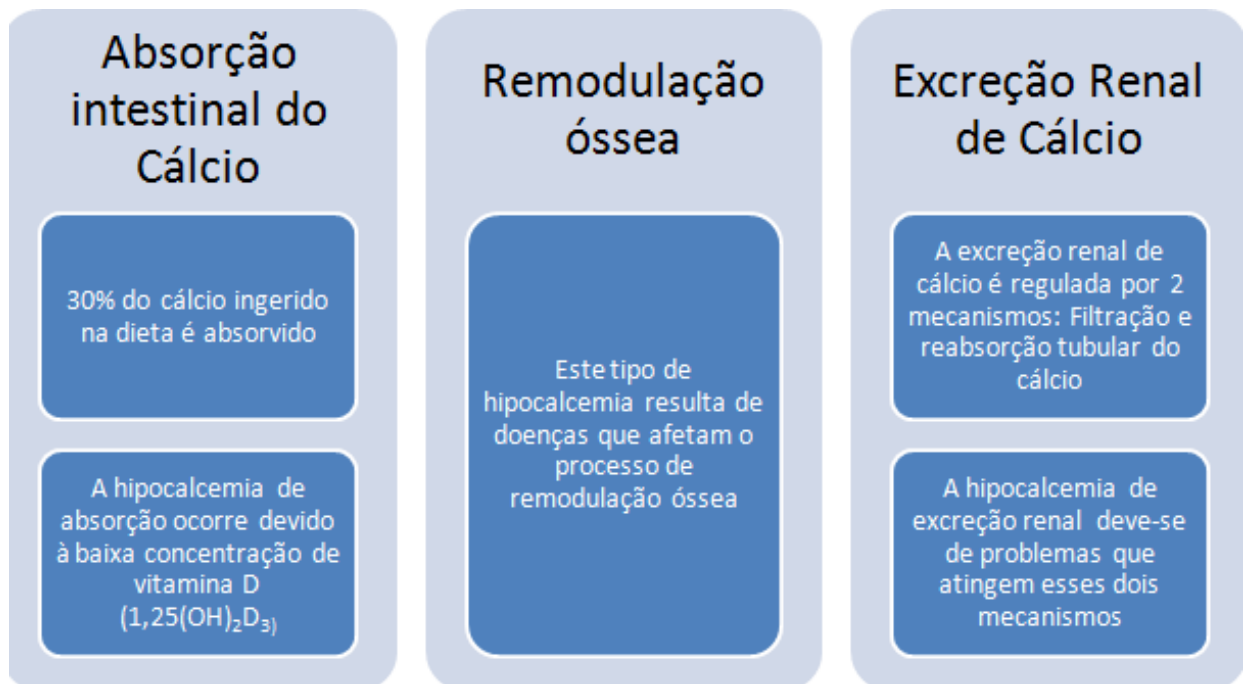 Absorção
intestinal do
Cálcio
30% do cálcio ingerido
na dieta é absorvido
A hipocalcemia de
absorção ocorre devido
à baixa concentração de
vitamina D
(1,25(OH)₂D₃₎
Remodulação
óssea
Este tipo de
hipocalcemia resulta de
doenças que afetam o
processo de
remodulação óssea
Excreção Renal
de Cálcio
A excreção renal de
cálcio é regulada por 2
mecanismos: Filtração e
reabsorção tubular do
cálcio
A hipocalcemia de
excreção renal deve-se
de problemas que
atingem esses dois
mecanismos